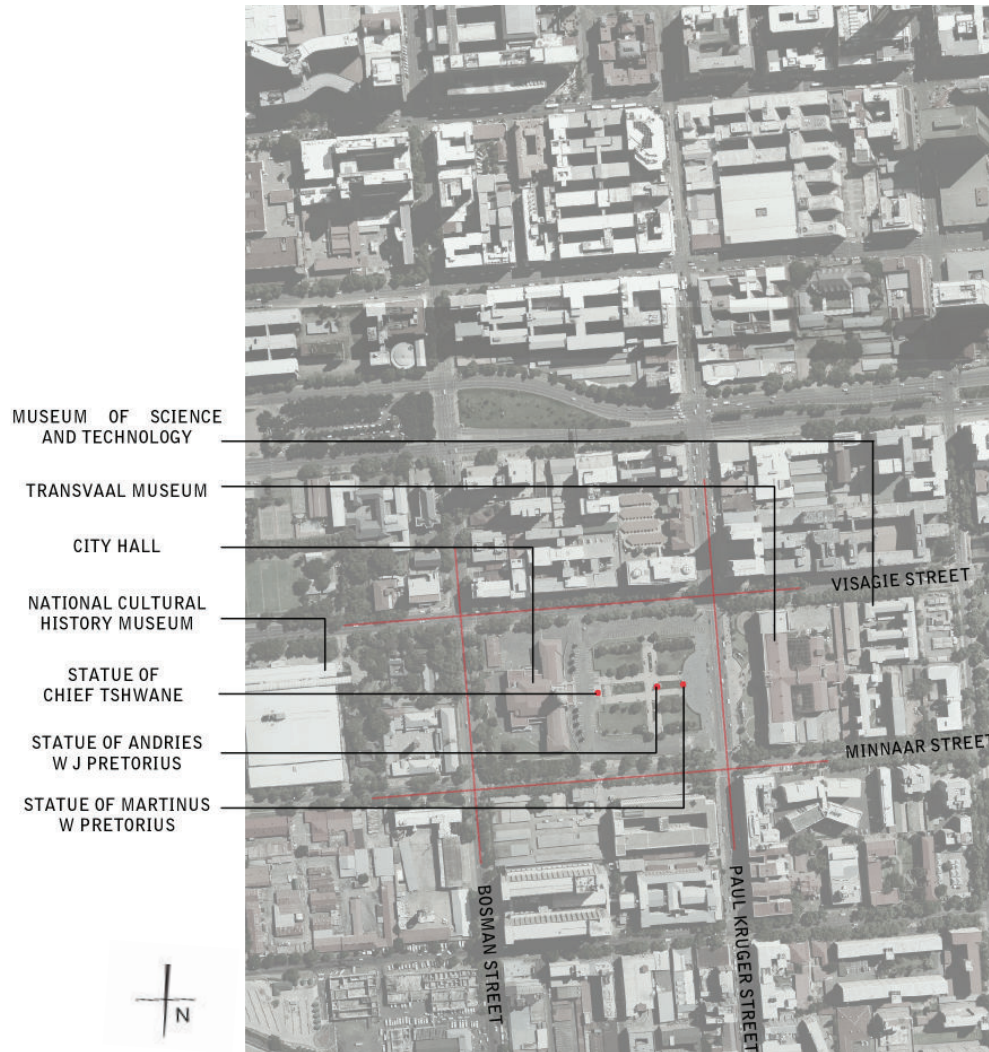 MUSEUM OF SCIENCE
AND TECHNOLOGY
TRANSVAAL MUSEUM
CITY HALL
NATIONAL CULTURAL
HISTORY MUSEUM
STATUE OF
CHIEF TSHWANE
STATUE OF ANDRIES
W J PRETORIUS
STATUE OF MARTINUS
W PRETORIUS
VISAGIE STREET
MINNAAR STREET
BOSMAN STREET
PAUL KRUGER STREET
N